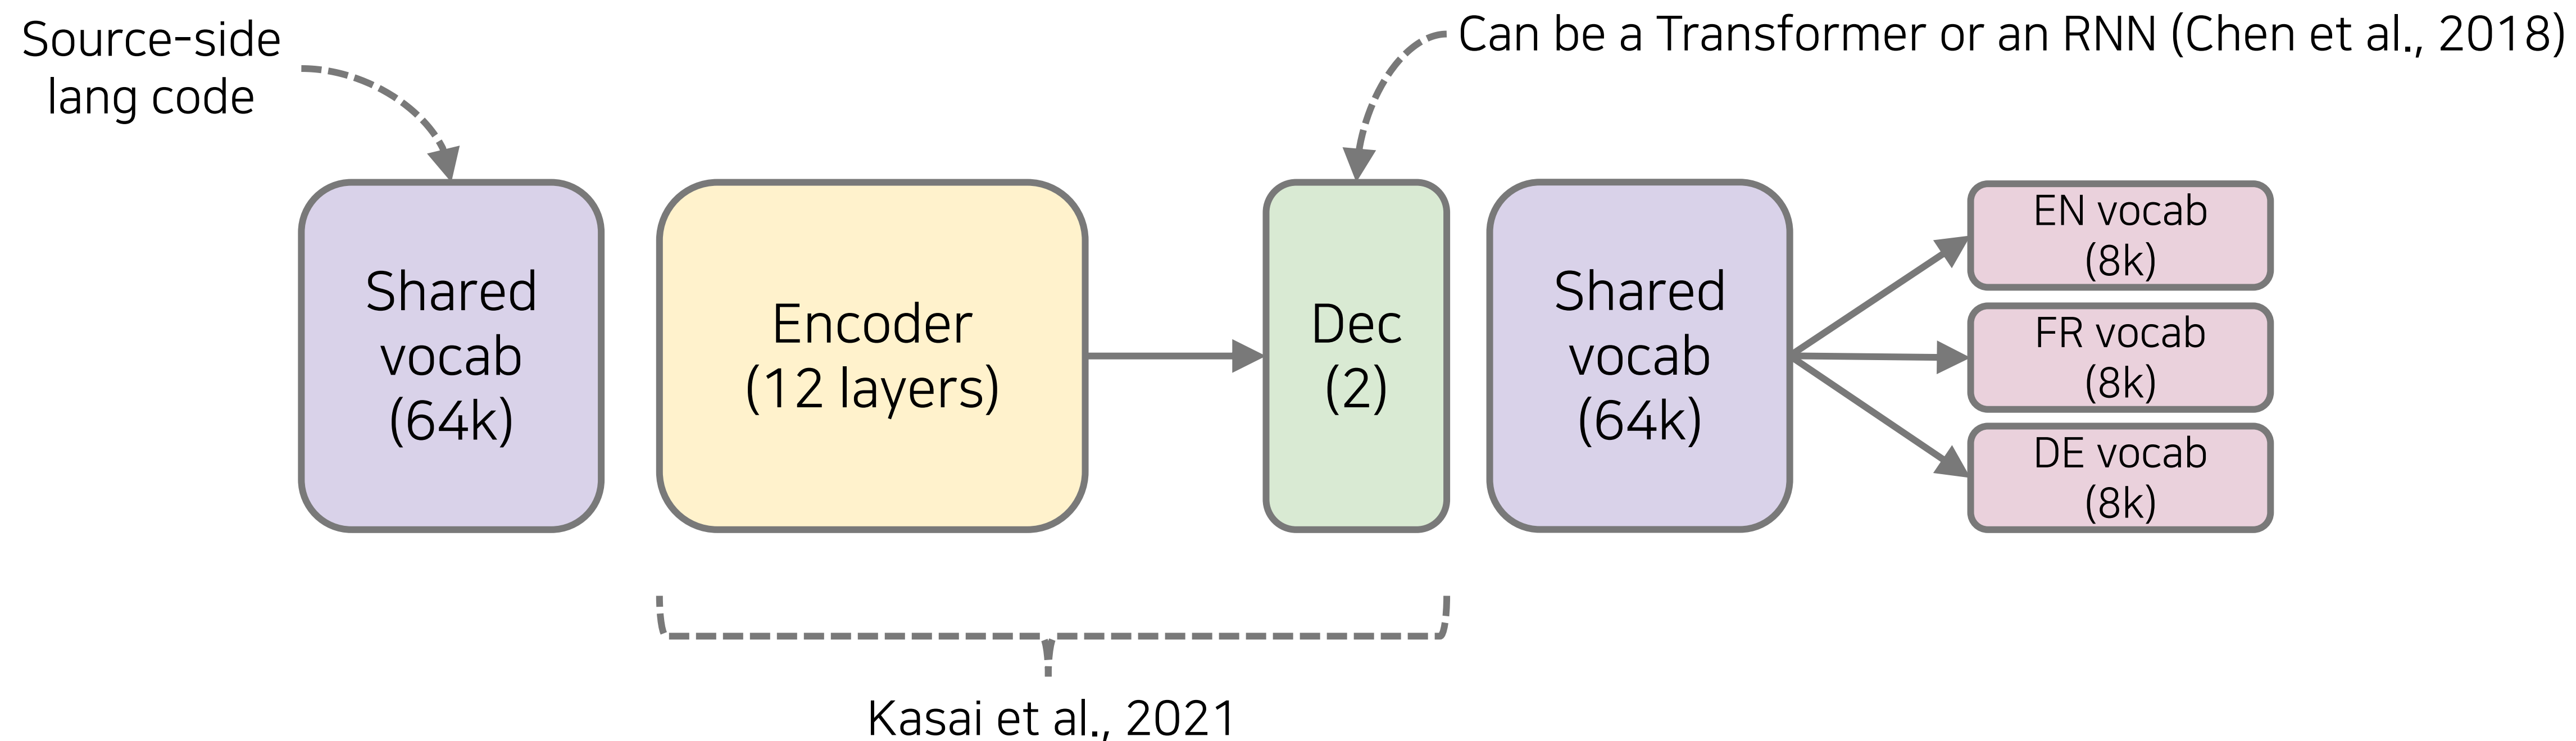 Source-side
lang code
Can be a Transformer or an RNN (Chen et al., 2018)
Shared
vocab
(64k)
Encoder
(12 layers)
Dec
(2)
Shared
vocab
(64k)
EN vocab
(8k)
FR vocab
(8k)
DE vocab
(8k)
Kasai et al., 2021